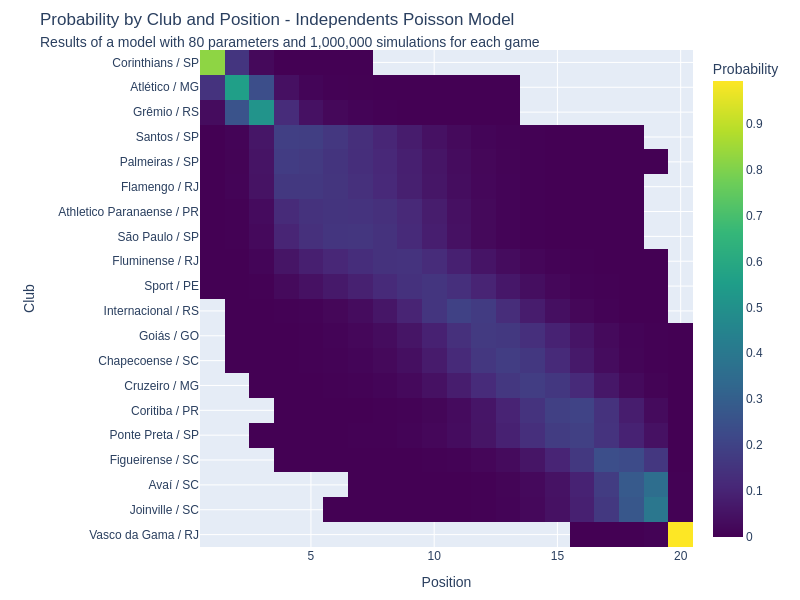 Probability by Club and Position - Independents Poisson Model
Results of a model with 80 parameters and 1,000,000 simulations for each game
Probability
Corinthians / SP
Atlético / MG
Grêmio / RS
Santos / SP
Palmeiras / SP
Flamengo / RJ
Athletico Paranaense / PR
São Paulo / SP
Fluminense / RJ
Sport / PE
Internacional / RS
Goiás / GO
Chapecoense / SC
Cruzeiro / MG
Coritiba / PR
Ponte Preta / SP
Figueirense / SC
Avaí / SC
Joinville / SC
Vasco da Gama / RJ
Club
5
10
15
20
Position
0.9
0.8
0.7
0.6
0.5
0.4
0.3
0.2
0.1
0